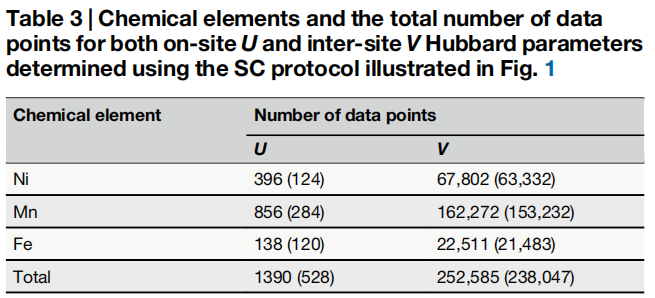 Table 3 | Chemical elements and the total number of data
points for both on-site U and inter-site V Hubbard parameters
determined using the SC protocol illustrated in Fig. 1
Chemical element Number of data points
U V
Ni 396 (124) 67,802 (63,332)
Mn 856 (284) 162,272 (153,232)
Fe 138 (120) 22,511 (21,483)
Total 1390 (528) 252,585 (238,047)